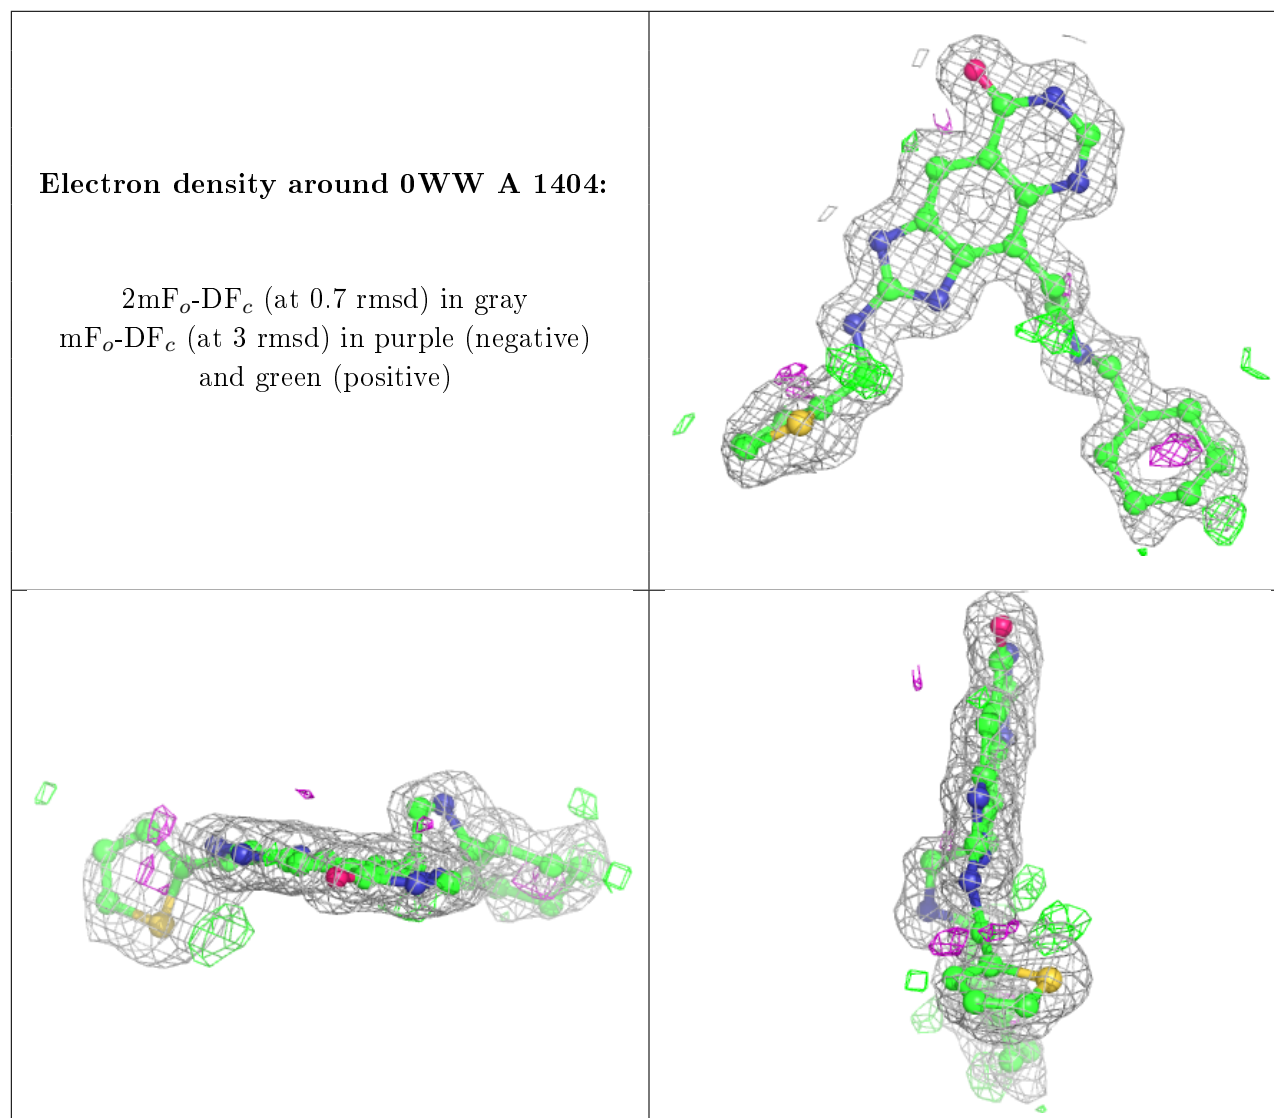 Electron density around 0WW A 1404:
2mFo-DFc (at 0.7 rmsd) in gray
mFo-DFc (at 3 rmsd) in purple (negative)
and green (positive)